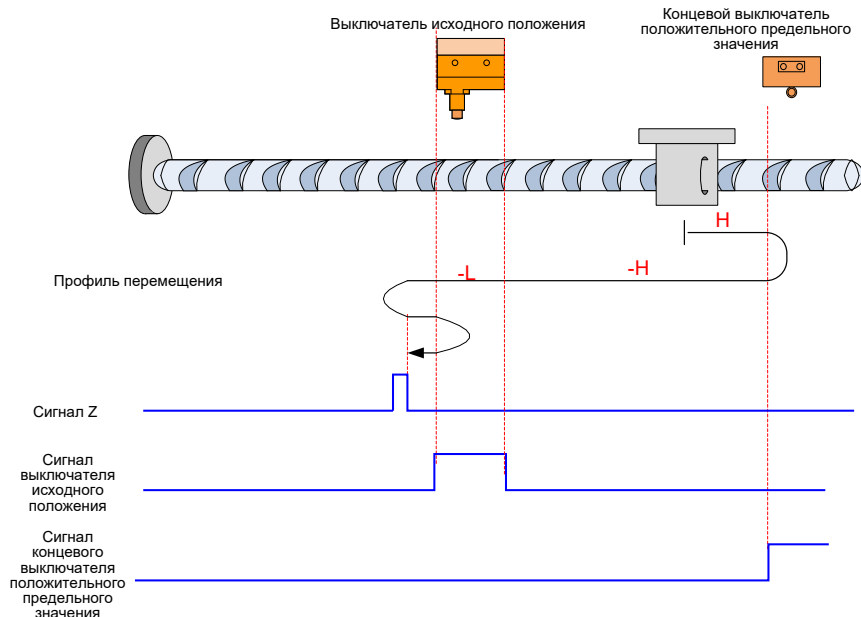 Выключатель исходного положения
Концевой выключатель
положительного предельного
значения
H
-L
-H
Профиль перемещения
Сигнал Z
Сигнал
выключателя
исходного
положения
Сигнал
концевого
выключателя
положительного
предельного
значения